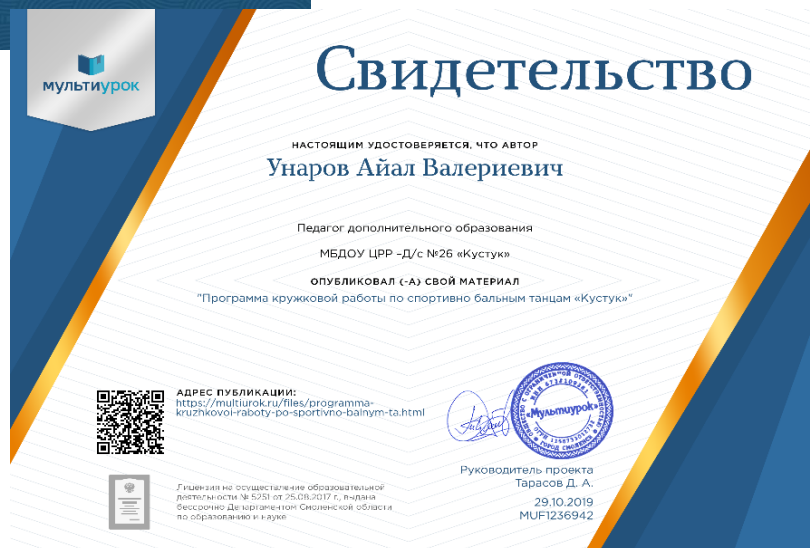 мультиурок
Свидетельство
НАСТОЯЩИМ УДОСТОВЕРЯЕТСЯ, ЧТО АВТОР
Унаров Айал Валериевич
Педагог дополнительного образования
МБДОУ ЦРР –Д/с №26 «Кустук»
ОПУБЛИКОВАЛ (-А) СВОЙ МАТЕРИАЛ
"Программа кружковой работы по спортивно бальным танцам «Кустук»"
АДРЕС ПУБЛИКАЦИИ:
https://multiurok.ru/files/programma-
kruzhkovoi-raboty-po-sportivno-balnym-ta.html
«Мультиурок»
Руководитель проекта
Тарасов Д. А.
29.10.2019
MUF1236942
Лицензия на осуществление образовательной
деятельности № 5251 от 25.08.2017 г., выдана
бессрочно Департаментом Смоленской области
по образованию и науке